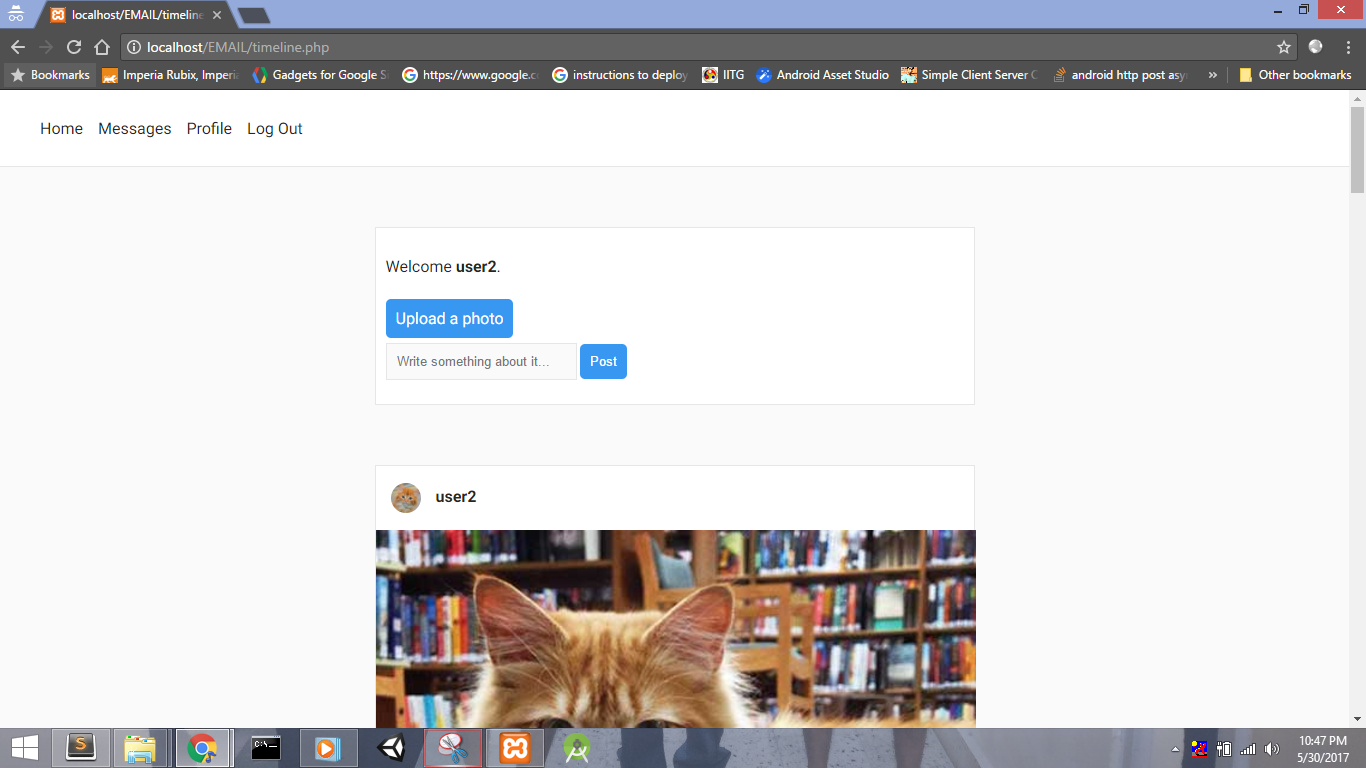 localhost/EMAIL/timeline
localhost/EMAIL/timeline.php
Bookmarks Imperia Rubix, Imperi Gadgets for Google S https://www.google.c instructions to deploy IITG Android Asset Studio Simple Client Server C android http post asy » Other bookmarks
Home Messages Profile Log Out
Welcome user2.
Upload a photo
Write something about it... Post
user2
10:47 PM
5/30/2017